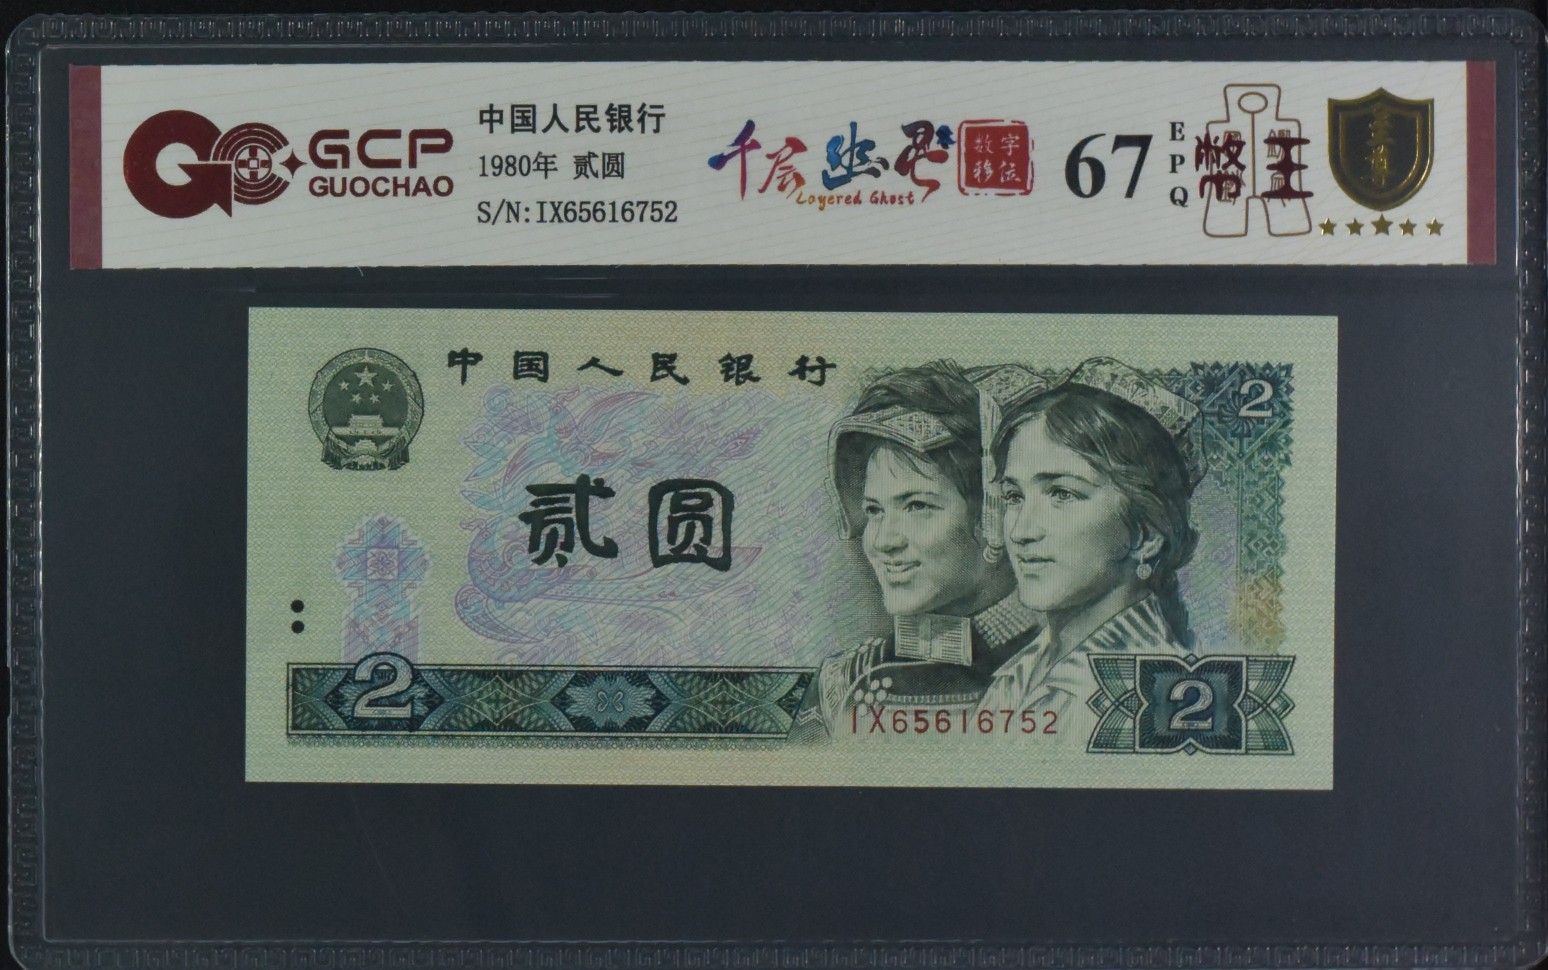 GCP
GUOCHAO
中国人民银行
1980年 贰圆
S/N:IX65616752
千层幽灵
Layered Ghost
数字
移位
67
EPQ
至尊
中国人民银行
2
贰圆
2
IX65616752
2